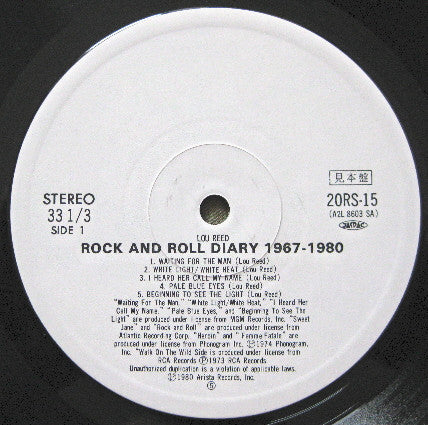 見本盤
STEREO
33 1/3
SIDE 1
20RS-15
(A2L 8603 SA)
JASRAC
LOU REED
ROCK AND ROLL DIARY 1967-1980
1. WAITING FOR THE MAN (Lou Reed)
2. WHITE LIGHT/WHITE HEAT (Lou Reed)
3. I HEARD HER CALL MY NAME (Lou Reed)
4. PALE BLUE EYES (Lou Reed)
5. BEGINNING TO SEE THE LIGHT (Lou Reed)
"Waiting For The Man," "White Light/White Heat," "I Heard Her
Call My Name," "Pale Blue Eyes," and "Beginning To See The
Light" are produced under license from MGM Records Inc. "Sweet
Jane" and "Rock and Roll" are produced under license from
Atlantic Recording Corp. "Heroin" and "Femme Fatale" are
produced under license from Phonogram Inc. ℗1974 Phonogram,
Inc. "Walk On The Wild Side is produced under license from
RCA Records ℗1973 RCA Records
Unauthorized duplication is a violation of applicable laws.
℗1980 Arista Records, Inc.